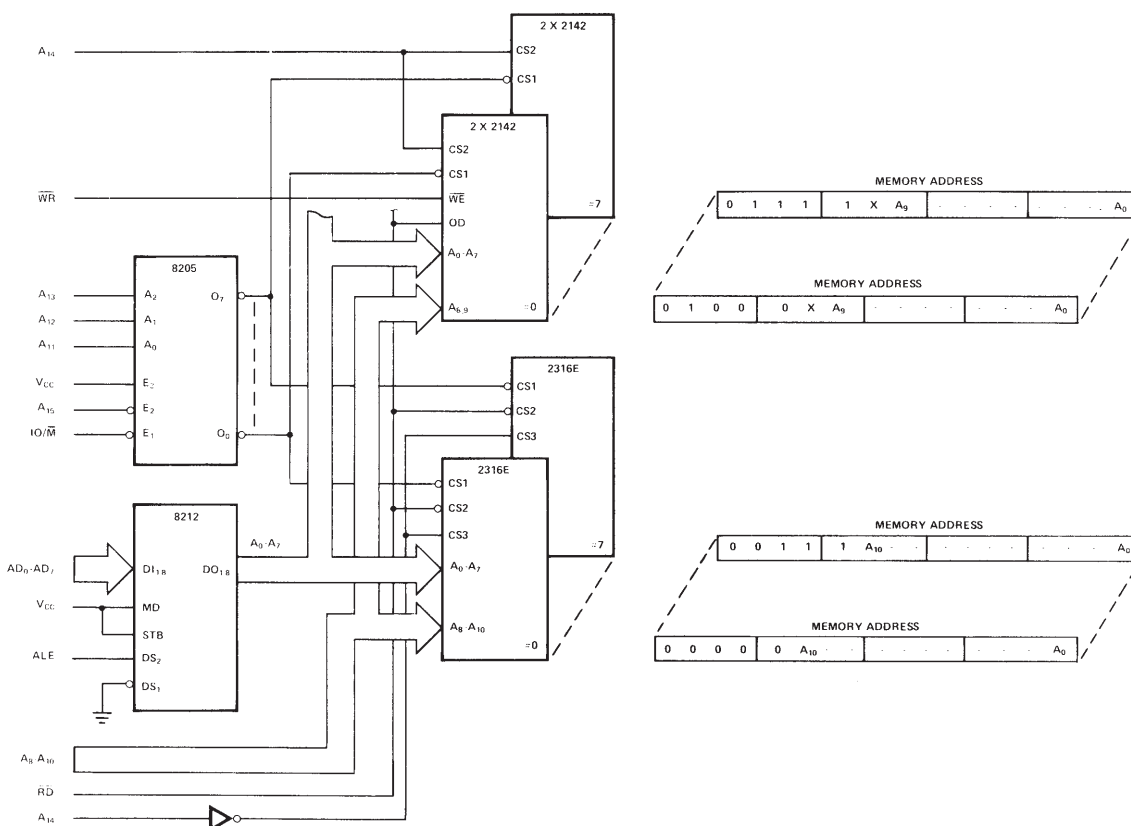 A14
2 X 2142
CS2
CS1
=7
2 X 2142
CS2
CS1
W̅R̅
W̅E̅
OD
A0-A7
A8,9
=0
8205
A13
A2
O7
A12
A1
A11
A0
VCC
E3
A15
E2
IO/M̅
E1
O0
2316E
CS1
CS2
CS3
=7
2316E
CS1
CS2
CS3
A0-A7
A8-A10
=0
8212
A0-A7
AD0-AD7
DI1-8
DO1-8
VCC
MD
STB
ALE
DS2
DS1
A8 A10
R̅D̅
A14
MEMORY ADDRESS
0 1 1 1 1 X A9 · · · · · · · A0
MEMORY ADDRESS
0 1 0 0 0 X A9 · · · · · · · A0
MEMORY ADDRESS
0 0 1 1 1 A10 · · · · · · · · · A0
MEMORY ADDRESS
0 0 0 0 0 A10 · · · · · · · · · A0